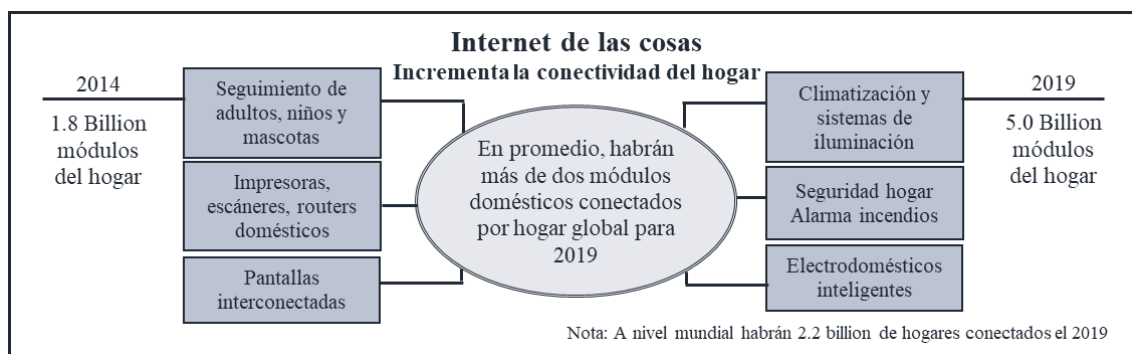 Internet de las cosas
Incrementa la conectividad del hogar
2014
1.8 Billion
módulos
del hogar
Seguimiento de
adultos, niños y
mascotas
Impresoras,
escáneres, routers
domésticos
Pantallas
interconectadas
En promedio, habrán
más de dos módulos
domésticos conectados
por hogar global para
2019
Climatización y
sistemas de
iluminación
Seguridad hogar
Alarma incendios
Electrodomésticos
inteligentes
2019
5.0 Billion
módulos
del hogar
Nota: A nivel mundial habrán 2.2 billion de hogares conectados el 2019